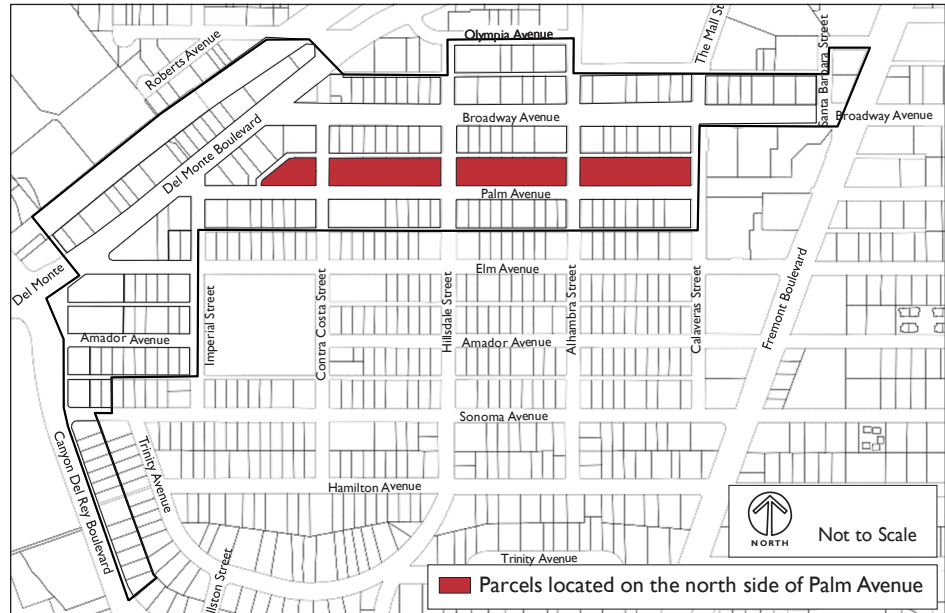 Olympia Avenue
The Mall Street
Santa Barbara Street
Roberts Avenue
Broadway Avenue
Broadway Avenue
Del Monte Boulevard
Palm Avenue
Del Monte
Elm Avenue
Imperial Street
Contra Costa Street
Hillsdale Street
Alhambra Street
Calaveras Street
Fremont Boulevard
Amador Avenue
Amador Avenue
Sonoma Avenue
Canyon Del Rey Boulevard
Trinity Avenue
Hamilton Avenue
NORTH
Not to Scale
Trinity Avenue
llston Street
Parcels located on the north side of Palm Avenue